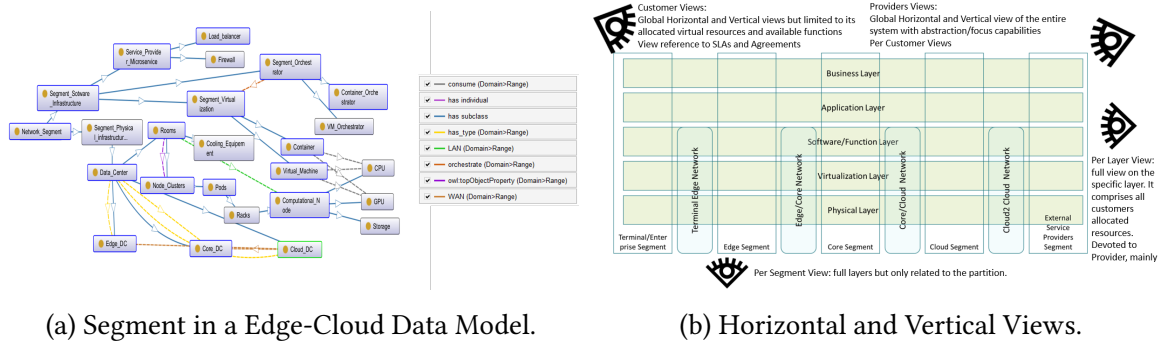 Load_balancer
Service_Provide
r_Microservice
Firewall
Segment_Orchest
rator
Segment_Sotware
_Infrastructure
Segment_Virtual
ization
Container_Orche
strator
VM_Orchestrator
Network_Segment
Segment_Physica
l_infrastructur...
Rooms
Cooling_Equipem
ent
Container
CPU
Data_Center
Virtual_Machine
Node_Clusters
Pods
GPU
Computational_N
ode
Racks
Storage
Edge_DC
Core_DC
Cloud_DC
consume (Domain>Range)
has individual
has subclass
has_type (Domain>Range)
LAN (Domain>Range)
orchestrate (Domain>Range)
owl:topObjectProperty (Domain>Range)
WAN (Domain>Range)
(a) Segment in a Edge-Cloud Data Model.
Customer Views:
Global Horizontal and Vertical views but limited to its
allocated virtual resources and available functions
View reference to SLAs and Agreements
Providers Views:
Global Horizontal and Vertical view of the entire
system with abstraction/focus capabilities
Per Customer Views
Business Layer
Application Layer
Software/Function Layer
Virtualization Layer
Physical Layer
Terminal Edge Network
Edge/Core Network
Core/Cloud Network
Cloud2 Cloud Network
Terminal/Enter
prise Segment
Edge Segment
Core Segment
Cloud Segment
External
Service
Providers
Segment
Per Layer View:
full view on the
specific layer. It
comprises all
customers
allocated
resources.
Devoted to
Provider, mainly
Per Segment View: full layers but only related to the partition.
(b) Horizontal and Vertical Views.